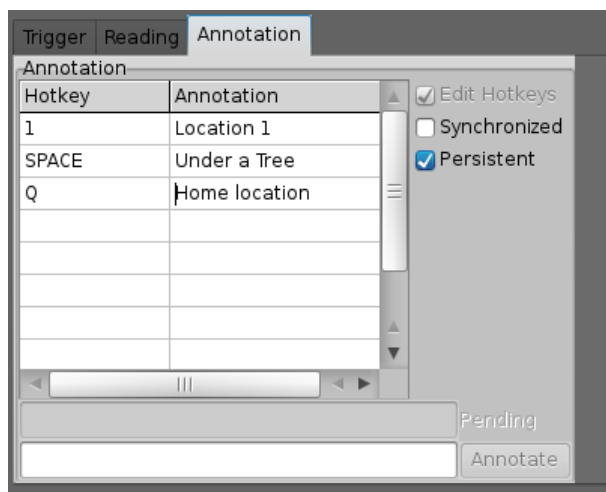 Trigger Reading Annotation
Annotation
Hotkey Annotation Edit Hotkeys
1 Location 1 Synchronized
SPACE Under a Tree Persistent
Q Home location
Pending
Annotate